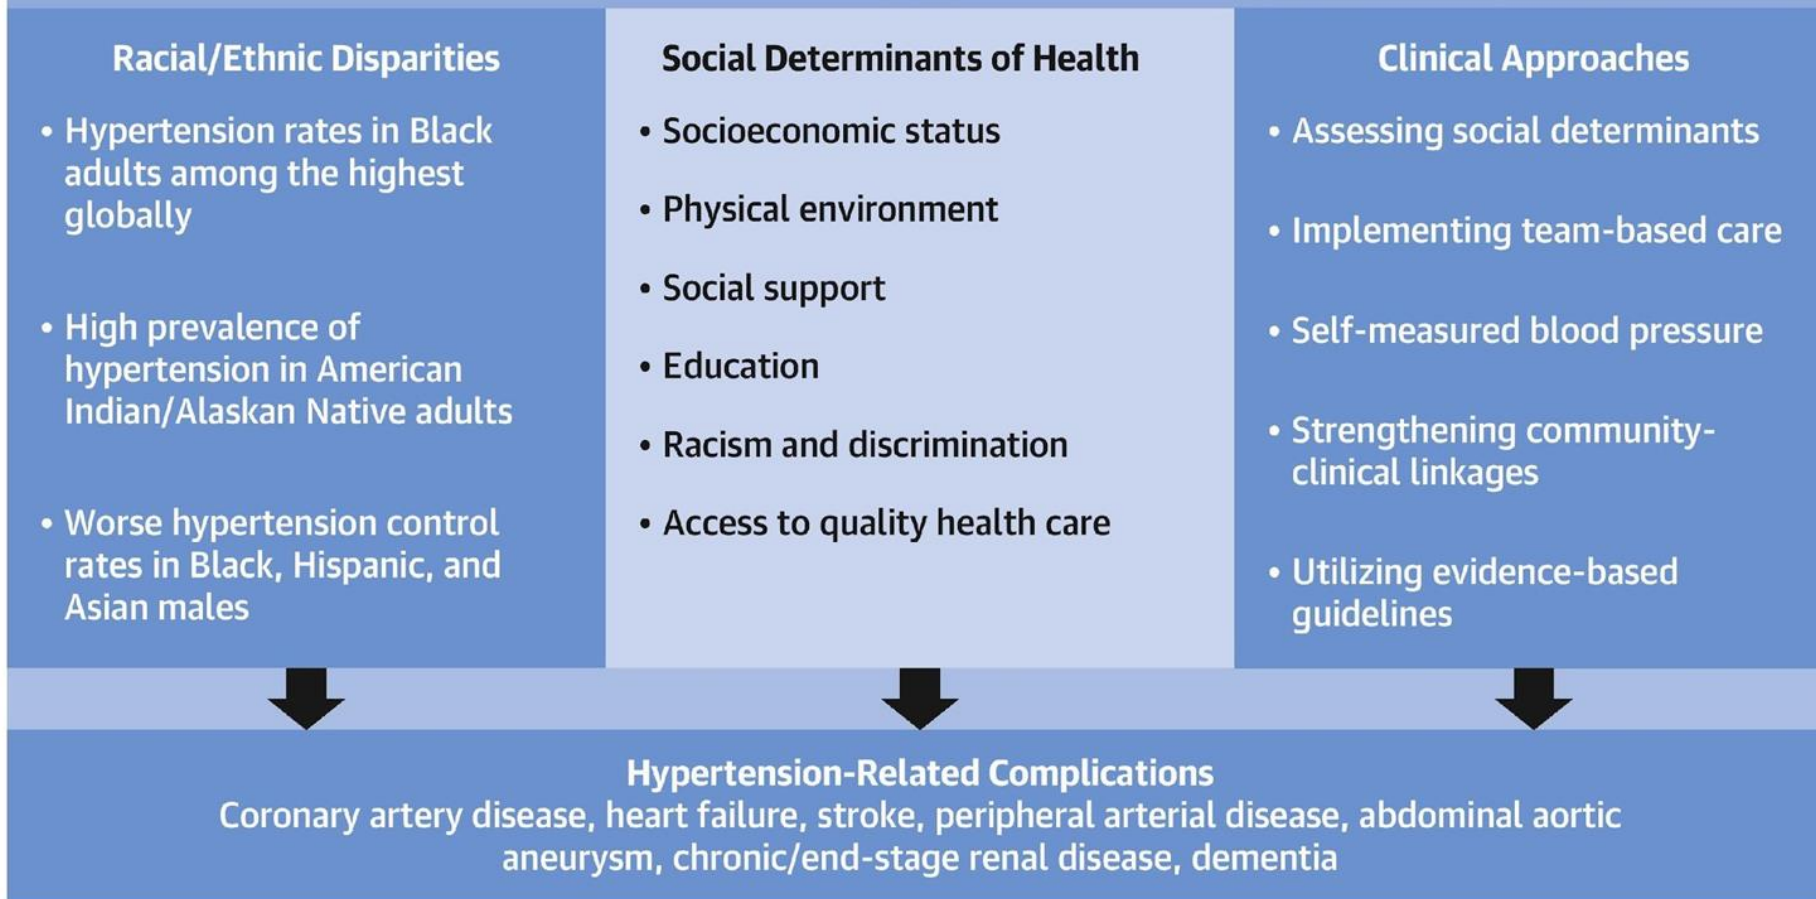 Racial/Ethnic Disparities
• Hypertension rates in Black
adults among the highest
globally
• High prevalence of
hypertension in American
Indian/Alaskan Native adults
• Worse hypertension control
rates in Black, Hispanic, and
Asian males
Social Determinants of Health
• Socioeconomic status
• Physical environment
• Social support
• Education
• Racism and discrimination
• Access to quality health care
Clinical Approaches
• Assessing social determinants
• Implementing team-based care
• Self-measured blood pressure
• Strengthening community-
clinical linkages
• Utilizing evidence-based
guidelines
Hypertension-Related Complications
Coronary artery disease, heart failure, stroke, peripheral arterial disease, abdominal aortic
aneurysm, chronic/end-stage renal disease, dementia